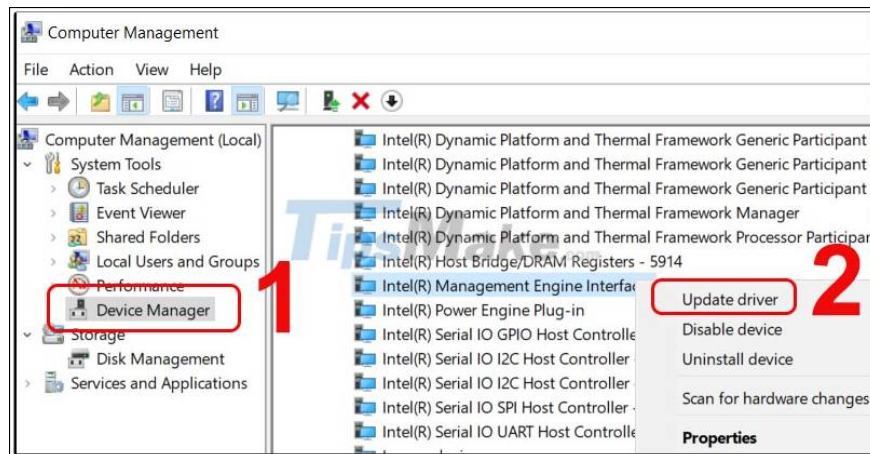 Computer Management
File Action View Help
Computer Management (Local)
System Tools
Task Scheduler
Event Viewer
Shared Folders
Local Users and Groups
Performance
Device Manager
Storage
Disk Management
Services and Applications
1
Intel(R) Dynamic Platform and Thermal Framework Generic Participant
Intel(R) Dynamic Platform and Thermal Framework Generic Participant
Intel(R) Dynamic Platform and Thermal Framework Generic Participant
Intel(R) Dynamic Platform and Thermal Framework Manager
Intel(R) Dynamic Platform and Thermal Framework Processor Participan
Intel(R) Host Bridge/DRAM Registers - 5914
Intel(R) Management Engine Interfac
Intel(R) Power Engine Plug-in
Intel(R) Serial IO GPIO Host Controlle
Intel(R) Serial IO I2C Host Controller -
Intel(R) Serial IO I2C Host Controller -
Intel(R) Serial IO SPI Host Controller -
Intel(R) Serial IO UART Host Controlle
TipsMake.com
Update driver
2
Disable device
Uninstall device
Scan for hardware changes
Properties